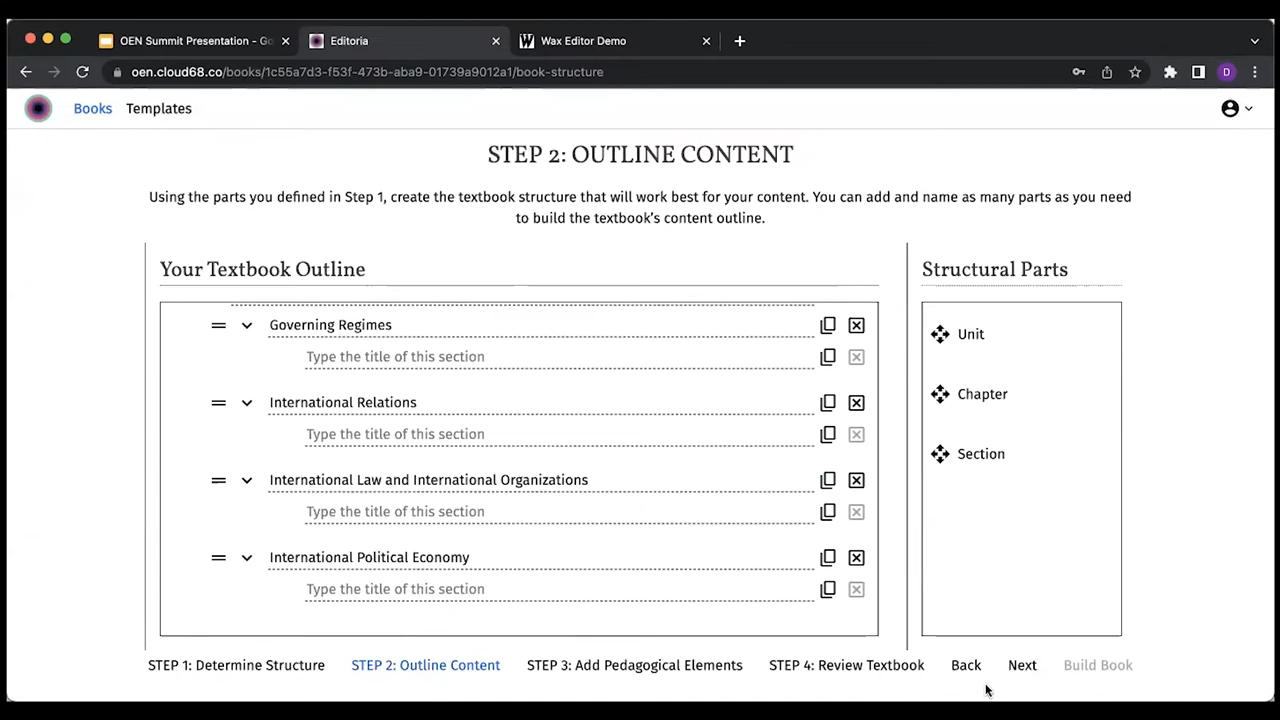 OEN Summit Presentation - Go
Editoria
Wax Editor Demo
oen.cloud68.co/books/1c55a7d3-f53f-473b-aba9-01739a9012a1/book-structure
D
Books
Templates
STEP 2: OUTLINE CONTENT
Using the parts you defined in Step 1, create the textbook structure that will work best for your content. You can add and name as many parts as you need
to build the textbook's content outline.
Your Textbook Outline
Structural Parts
Governing Regimes
Type the title of this section
International Relations
Type the title of this section
International Law and International Organizations
Type the title of this section
International Political Economy
Type the title of this section
Unit
Chapter
Section
STEP 1: Determine Structure
STEP 2: Outline Content
STEP 3: Add Pedagogical Elements
STEP 4: Review Textbook
Back
Next
Build Book